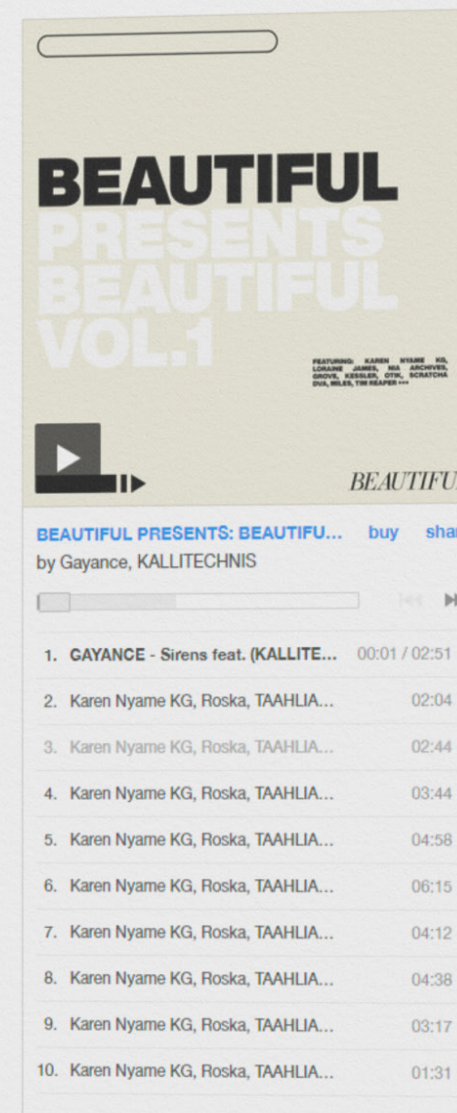 BEAUTIFUL
PRESENTS
BEAUTIFUL
VOL.1
FEATURING: KAREN NYAME KG,
LORAINE JAMES, NIA ARCHIVES,
GROVE, KESSLER, OTIK, SCRATCHA
DVA, MILES, TIM REAPER +++
BEAUTIFU
BEAUTIFUL PRESENTS: BEAUTIFU... buy shar
by Gayance, KALLITECHNIS
1. GAYANCE - Sirens feat. (KALLITE... 00:01 / 02:51
2. Karen Nyame KG, Roska, TAAHLIA... 02:04
3. Karen Nyame KG, Roska, TAAHLIA... 02:44
4. Karen Nyame KG, Roska, TAAHLIA... 03:44
5. Karen Nyame KG, Roska, TAAHLIA... 04:58
6. Karen Nyame KG, Roska, TAAHLIA... 06:15
7. Karen Nyame KG, Roska, TAAHLIA... 04:12
8. Karen Nyame KG, Roska, TAAHLIA... 04:38
9. Karen Nyame KG, Roska, TAAHLIA... 03:17
10. Karen Nyame KG, Roska, TAAHLIA... 01:31